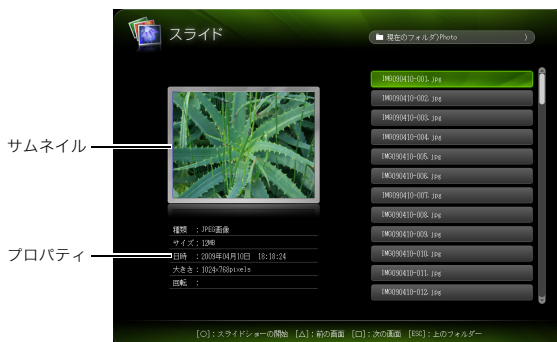 スライド
現在のフォルダ〉Photo 〉
サムネイル
プロパティ
種類 :JPEG画像
サイズ:12MB
日時 :2009年04月10日 18:18:24
大きさ:1024×768pixels
回転 :
IMG090410-001.jpg
IMG090410-002.jpg
IMG090410-003.jpg
IMG090410-004.jpg
IMG090410-005.jpg
IMG090410-006.jpg
IMG090410-007.jpg
IMG090410-008.jpg
IMG090410-009.jpg
IMG090410-010.jpg
IMG090410-011.jpg
IMG090410-012.jpg
[○]:スライドショーの開始 [△]:前の画面 [□]:次の画面 [ESC]:上のフォルダー